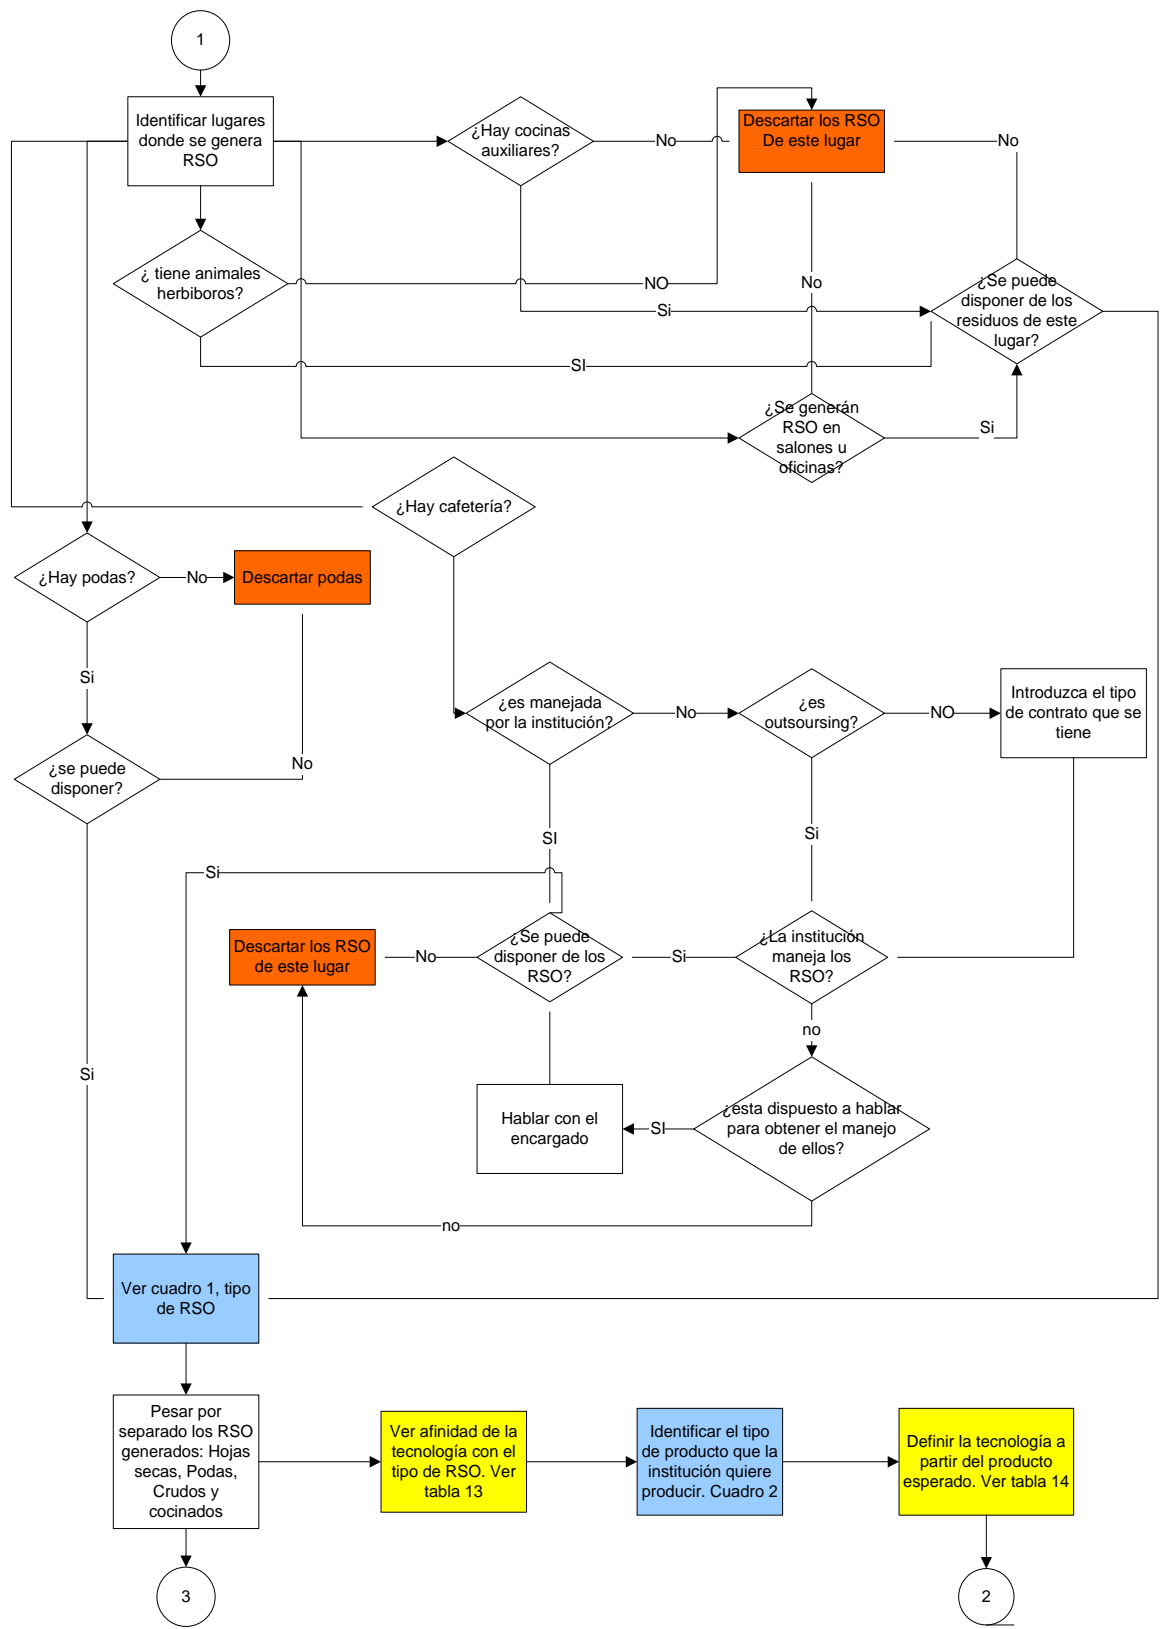 1
Identificar lugares
donde se genera
RSO
¿Hay cocinas
auxiliares?
No
Descartar los RSO
De este lugar
No
¿ tiene animales
herbiboros?
NO
No
Si
¿Se puede
disponer de los
residuos de este
lugar?
SI
¿Se generán
RSO en
salones u
oficinas?
Si
¿Hay cafetería?
¿Hay podas?
No
Descartar podas
Si
¿es manejada
por la institución?
No
¿es
outsoursing?
NO
Introduzca el tipo
de contrato que se
tiene
¿se puede
disponer?
No
SI
Si
Si
Descartar los RSO
de este lugar
No
¿Se puede
disponer de los
RSO?
Si
¿La institución
maneja los
RSO?
no
Si
Hablar con el
encargado
SI
¿esta dispuesto a hablar
para obtener el manejo
de ellos?
no
Ver cuadro 1, tipo
de RSO
Pesar por
separado los RSO
generados: Hojas
secas, Podas,
Crudos y
cocinados
Ver afinidad de la
tecnología con el
tipo de RSO. Ver
tabla 13
Identificar el tipo
de producto que la
institución quiere
producir. Cuadro 2
Definir la tecnología a
partir del producto
esperado. Ver tabla 14
3
2